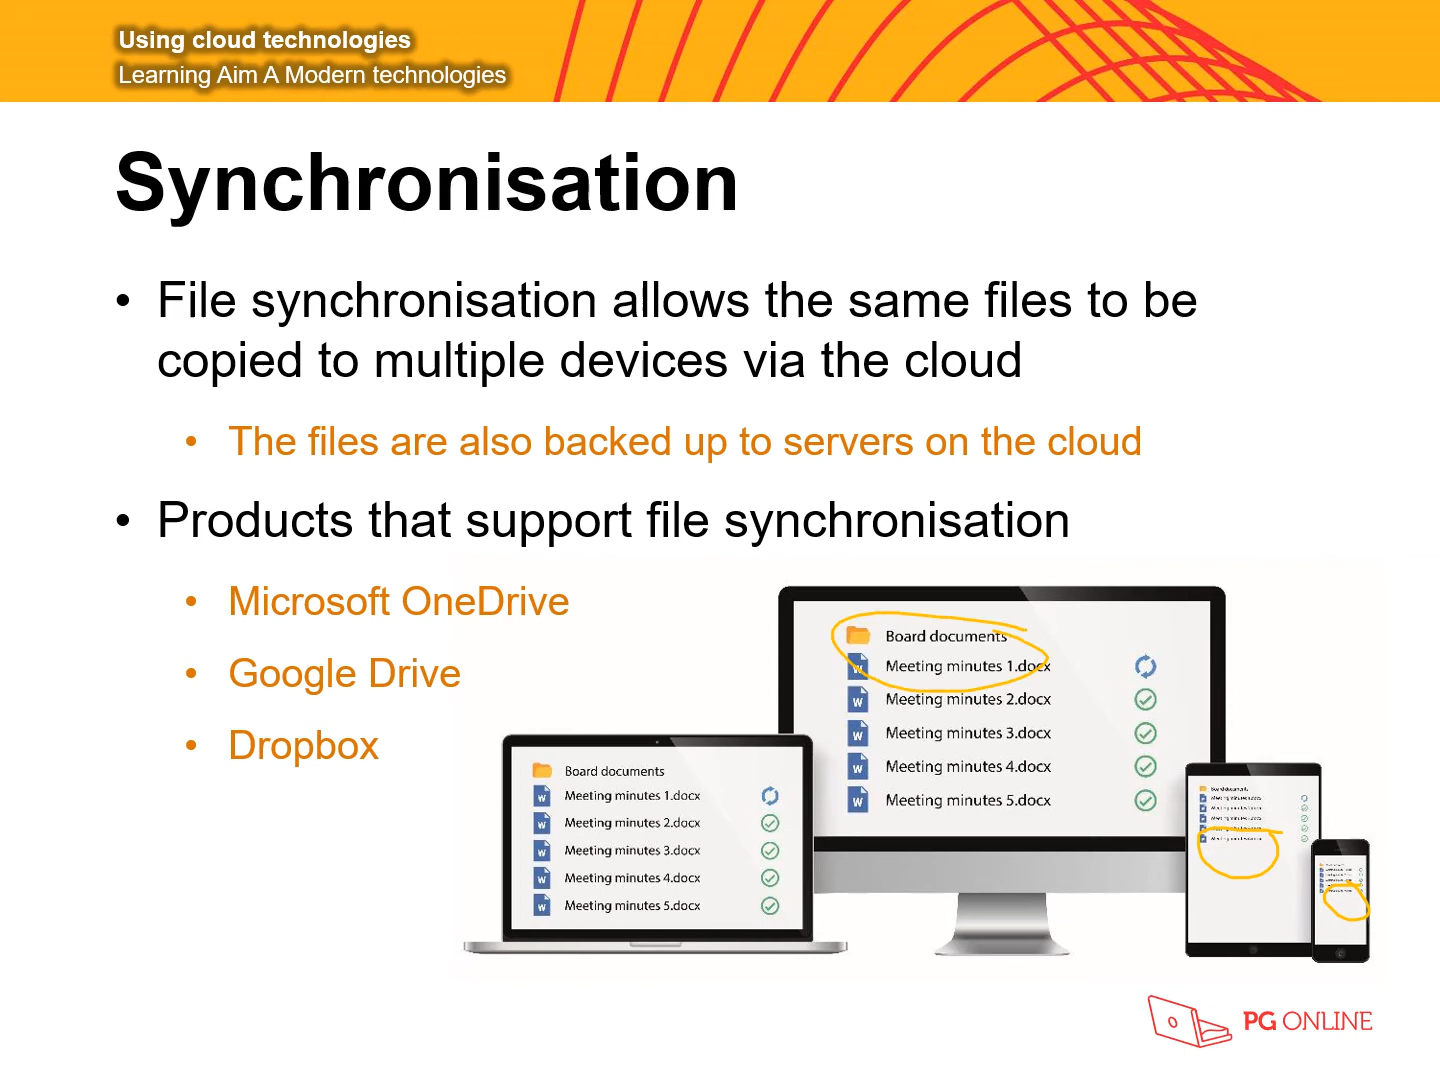 Using cloud technologies
Learning Aim A Modern technologies
Synchronisation
• File synchronisation allows the same files to be
copied to multiple devices via the cloud
• The files are also backed up to servers on the cloud
• Products that support file synchronisation
• Microsoft OneDrive
• Google Drive
• Dropbox
Board documents
Meeting minutes 1.docx
Meeting minutes 2.docx
Meeting minutes 3.docx
Meeting minutes 4.docx
Meeting minutes 5.docx
Board documents
Meeting minutes 1.docx
Meeting minutes 2.docx
Meeting minutes 3.docx
Meeting minutes 4.docx
Meeting minutes 5.docx
Board documents
PG ONLINE